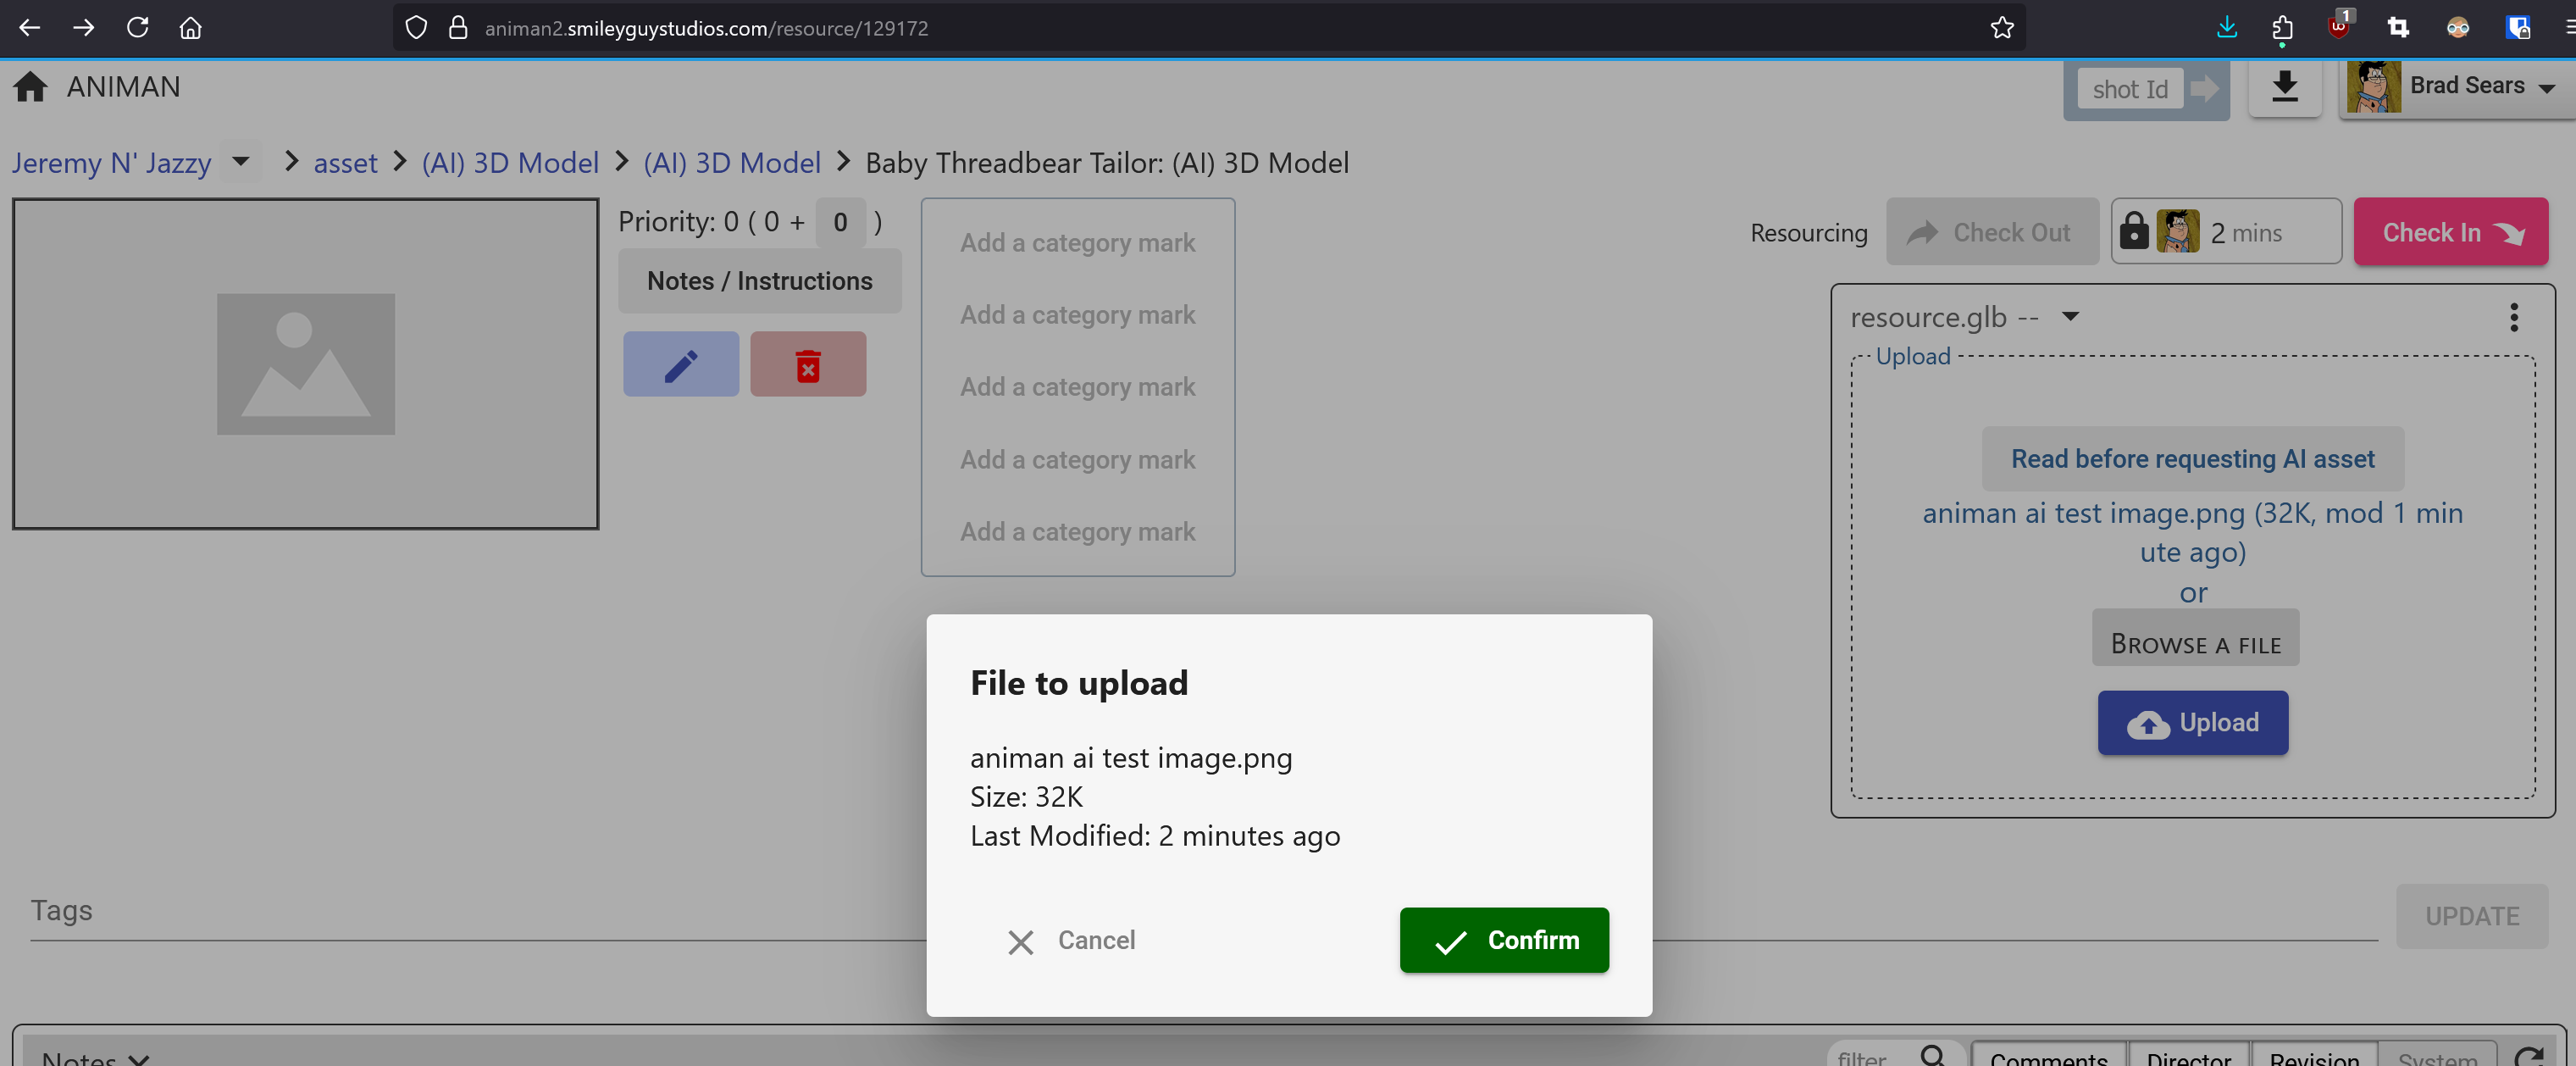 animan2.smileyguystudios.com/resource/129172
1
ANIMAN
shot Id
Brad Sears
Jeremy N' Jazzy > asset > (AI) 3D Model > (AI) 3D Model > Baby Threadbear Tailor: (AI) 3D Model
Priority: 0 ( 0 + 0 )
Notes / Instructions
Add a category mark
Add a category mark
Add a category mark
Add a category mark
Add a category mark
Resourcing
Check Out
2 mins
Check In
resource.glb --
Upload
Read before requesting AI asset
animan ai test image.png (32K, mod 1 min
ute ago)
or
Browse a file
Upload
File to upload
animan ai test image.png
Size: 32K
Last Modified: 2 minutes ago
Cancel
Confirm
Tags
UPDATE
Notes
filter
Comments
Director
Revision
System